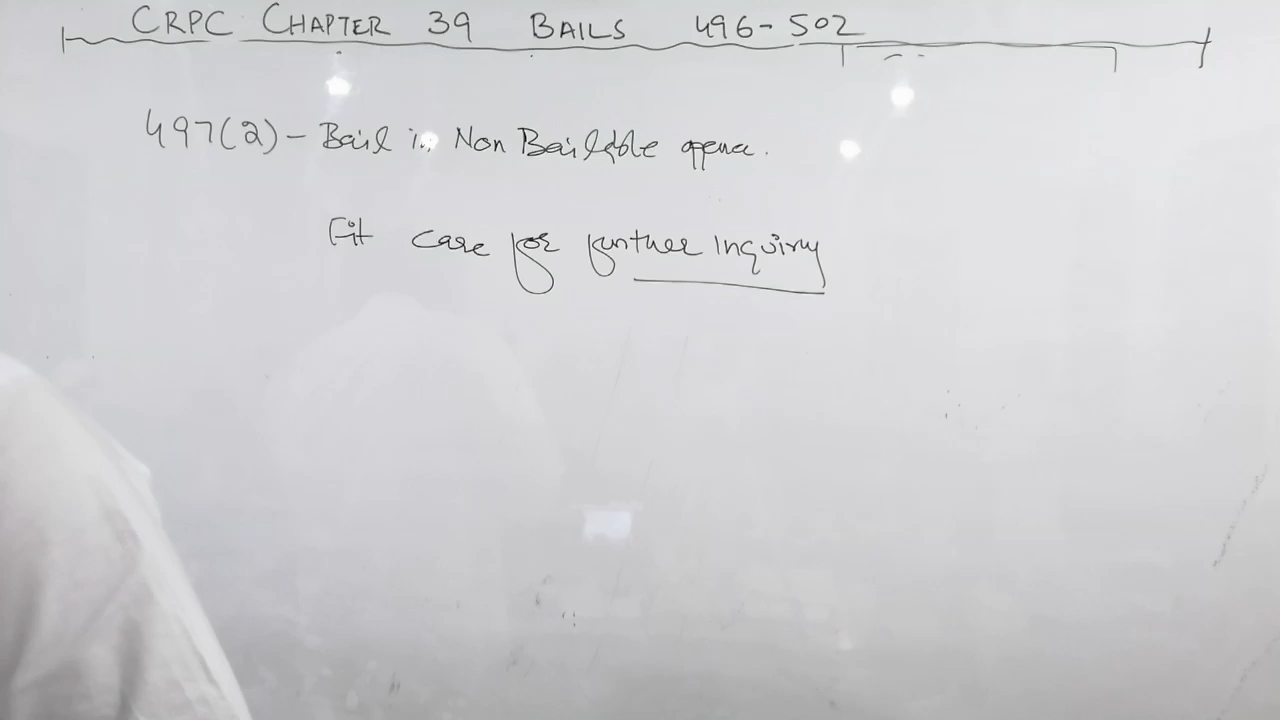 CRPC CHAPTER 39 BAILS 496-502
497(2) - Bail in Non Bailable offence.
Fit case for further Inquiry